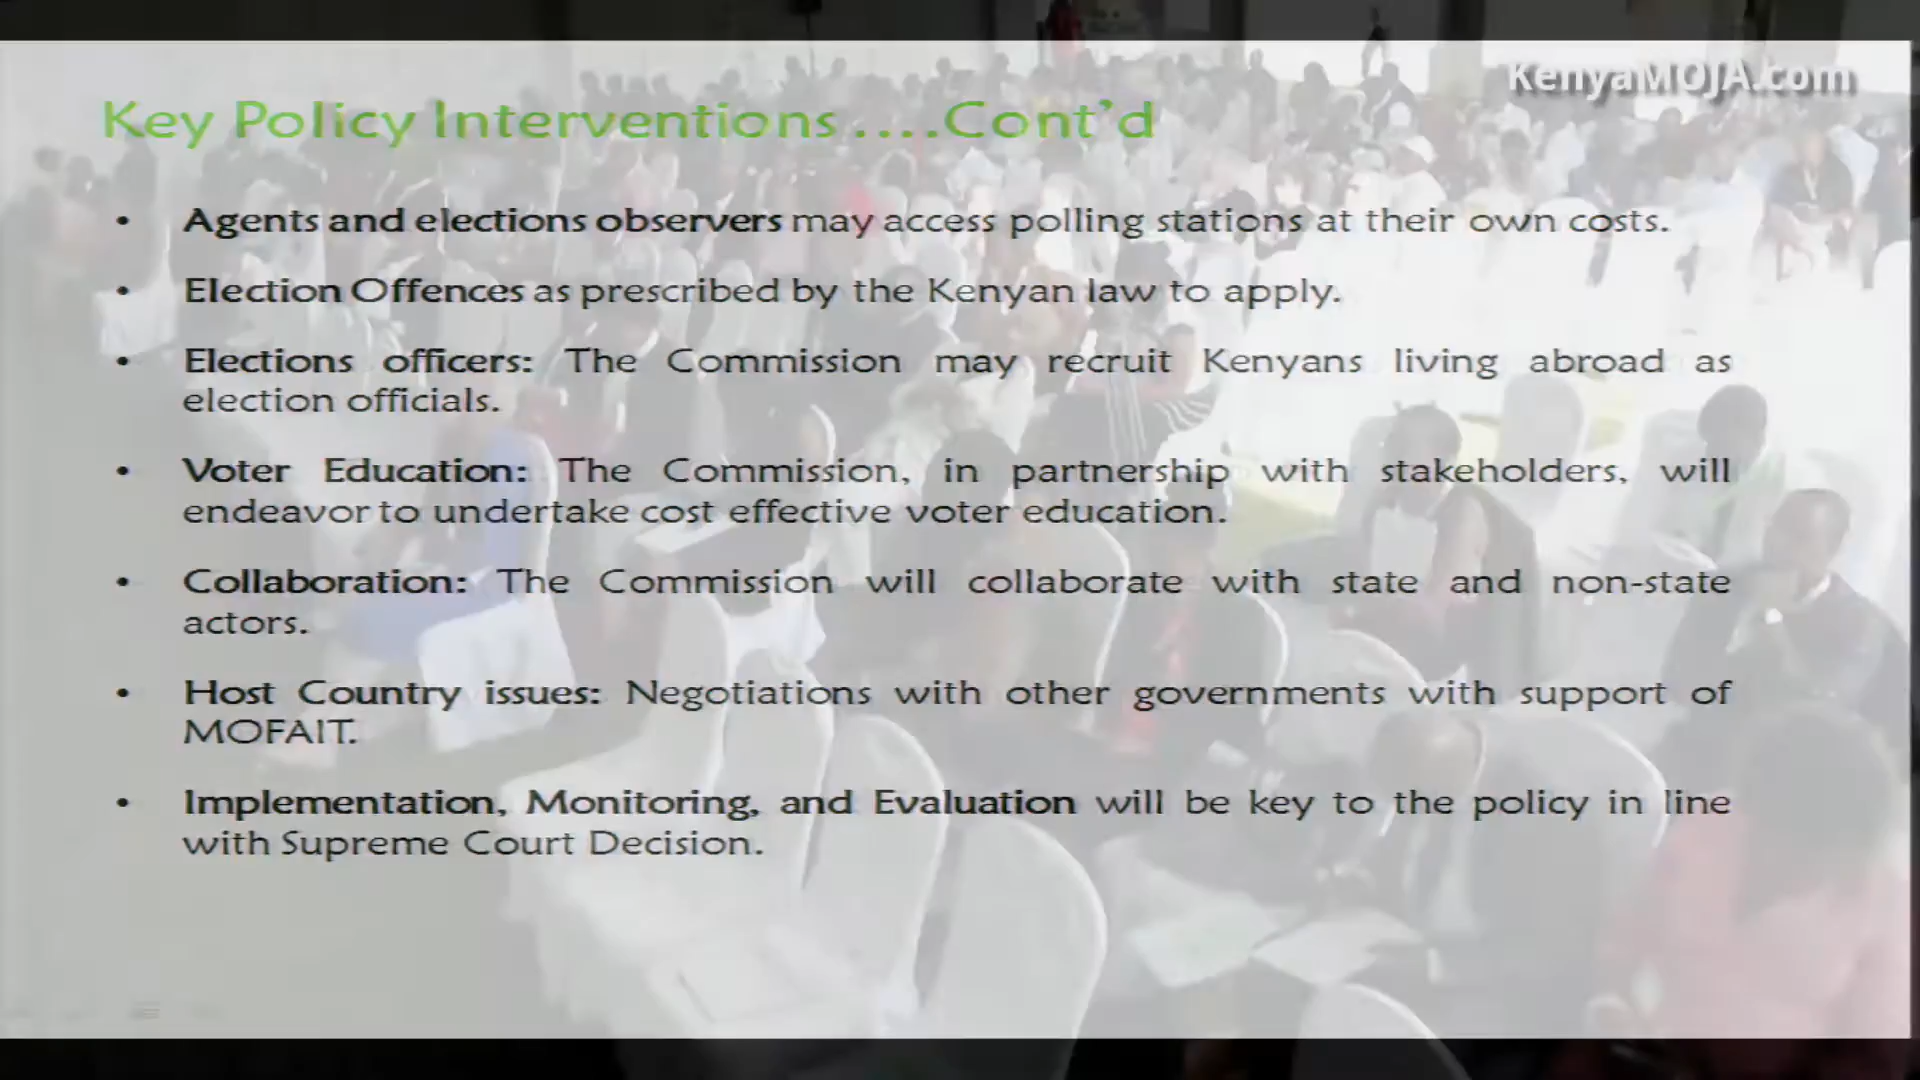 KenyaMOJA.com
Key Policy Interventions ....Cont’d
• Agents and elections observers may access polling stations at their own costs.
• Election Offences as prescribed by the Kenyan law to apply.
• Elections officers: The Commission may recruit Kenyans living abroad as
election officials.
• Voter Education: The Commission, in partnership with stakeholders, will
endeavor to undertake cost effective voter education.
• Collaboration: The Commission will collaborate with state and non-state
actors.
• Host Country issues: Negotiations with other governments with support of
MOFAIT.
• Implementation, Monitoring, and Evaluation will be key to the policy in line
with Supreme Court Decision.